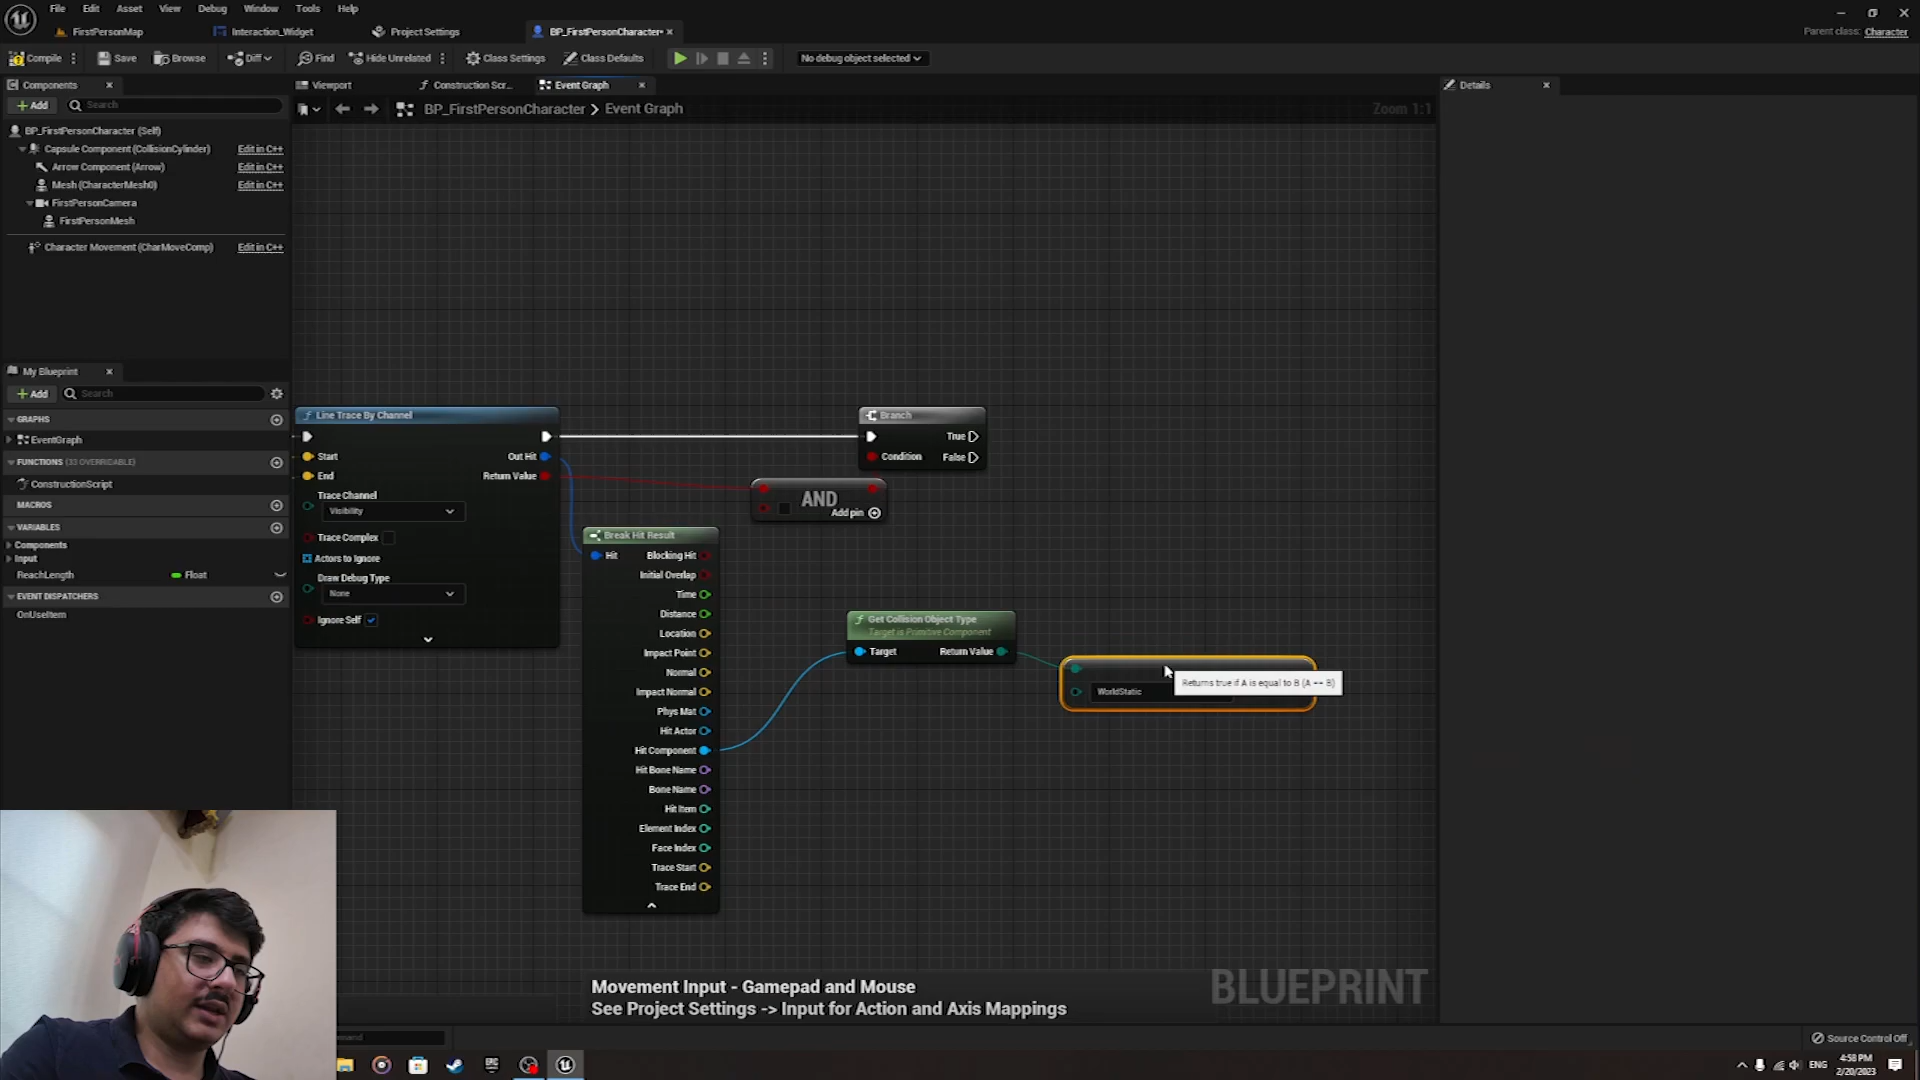 File Edit Asset View Debug Window Tools Help
FirstPersonMap Interaction_Widget Project Settings BP_FirstPersonCharacter•
Parent class: Character
Compile Save Browse Diff Find Hide Unrelated Class Settings Class Defaults No debug object selected
Components
Viewport Construction Scr... Event Graph
Details
Add Search
BP_FirstPersonCharacter > Event Graph
Zoom 1:1
BP_FirstPersonCharacter (Self)
Capsule Component (CollisionCylinder) Edit in C++
Arrow Component (Arrow) Edit in C++
Mesh (CharacterMesh0) Edit in C++
FirstPersonCamera
FirstPersonMesh
Character Movement (CharMoveComp) Edit in C++
My Blueprint
Add Search
GRAPHS
EventGraph
FUNCTIONS (33 OVERRIDABLE)
ConstructionScript
MACROS
VARIABLES
Components
Input
ReachLength Float
EVENT DISPATCHERS
OnUseItem
Line Trace By Channel
Start
Out Hit
End
Return Value
Trace Channel
Visibility
Trace Complex
Actors to Ignore
Draw Debug Type
None
Ignore Self
Branch
True
Condition
False
AND
Add pin
Break Hit Result
Hit
Blocking Hit
Initial Overlap
Time
Distance
Location
Impact Point
Normal
Impact Normal
Phys Mat
Hit Actor
Hit Component
Hit Bone Name
Bone Name
Hit Item
Element Index
Face Index
Trace Start
Trace End
Get Collision Object Type
Target is Primitive Component
Target
Return Value
WorldStatic
Returns true if A is equal to B (A == B)
Movement Input - Gamepad and Mouse
See Project Settings -> Input for Action and Axis Mappings
BLUEPRINT
Source Control Off
EPIC
ENG
4:58 PM
2/20/2023